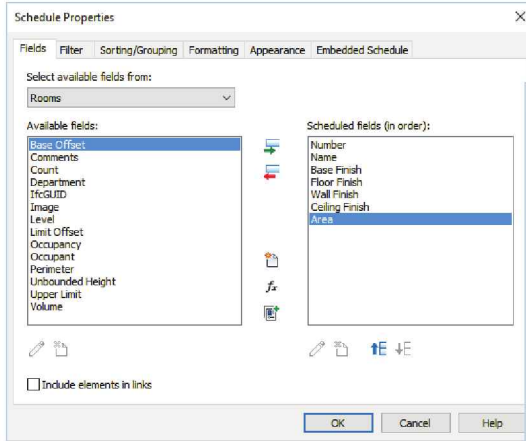 Schedule Properties
Fields Filter Sorting/Grouping Formatting Appearance Embedded Schedule
Select available fields from:
Rooms
Available fields:
Base Offset
Comments
Count
Department
IfcGUID
Image
Level
Limit Offset
Occupancy
Occupant
Perimeter
Unbounded Height
Upper Limit
Volume
fx
Scheduled fields (in order):
Number
Name
Base Finish
Floor Finish
Wall Finish
Ceiling Finish
Area
Include elements in links
OK Cancel Help